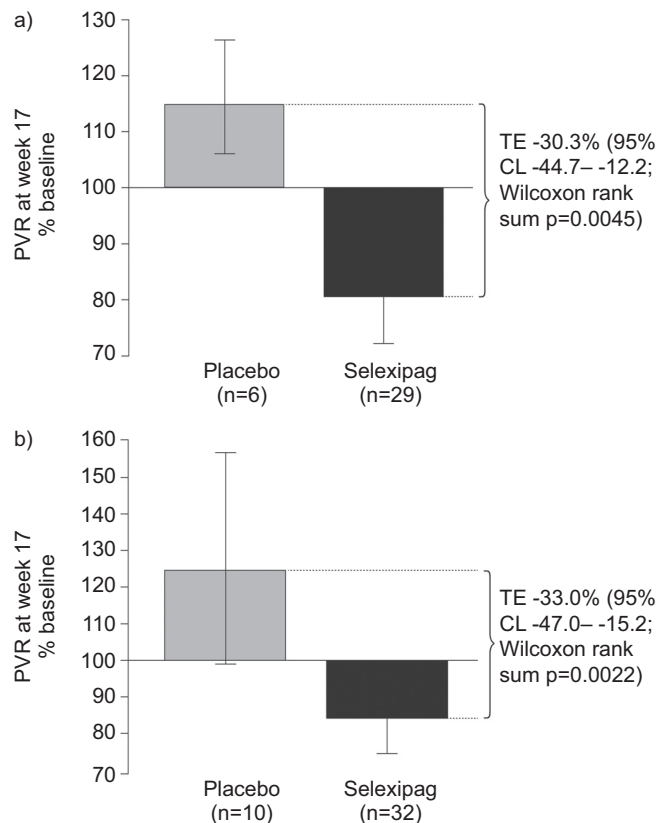 a)
130
120
110
100
90
80
70
PVR at week 17
% baseline
Placebo
(n=6)
Selexipag
(n=29)
TE -30.3% (95%
CL -44.7– -12.2;
Wilcoxon rank
sum p=0.0045)
b)
160
150
140
130
120
110
100
90
80
70
PVR at week 17
% baseline
Placebo
(n=10)
Selexipag
(n=32)
TE -33.0% (95%
CL -47.0– -15.2;
Wilcoxon rank
sum p=0.0022)